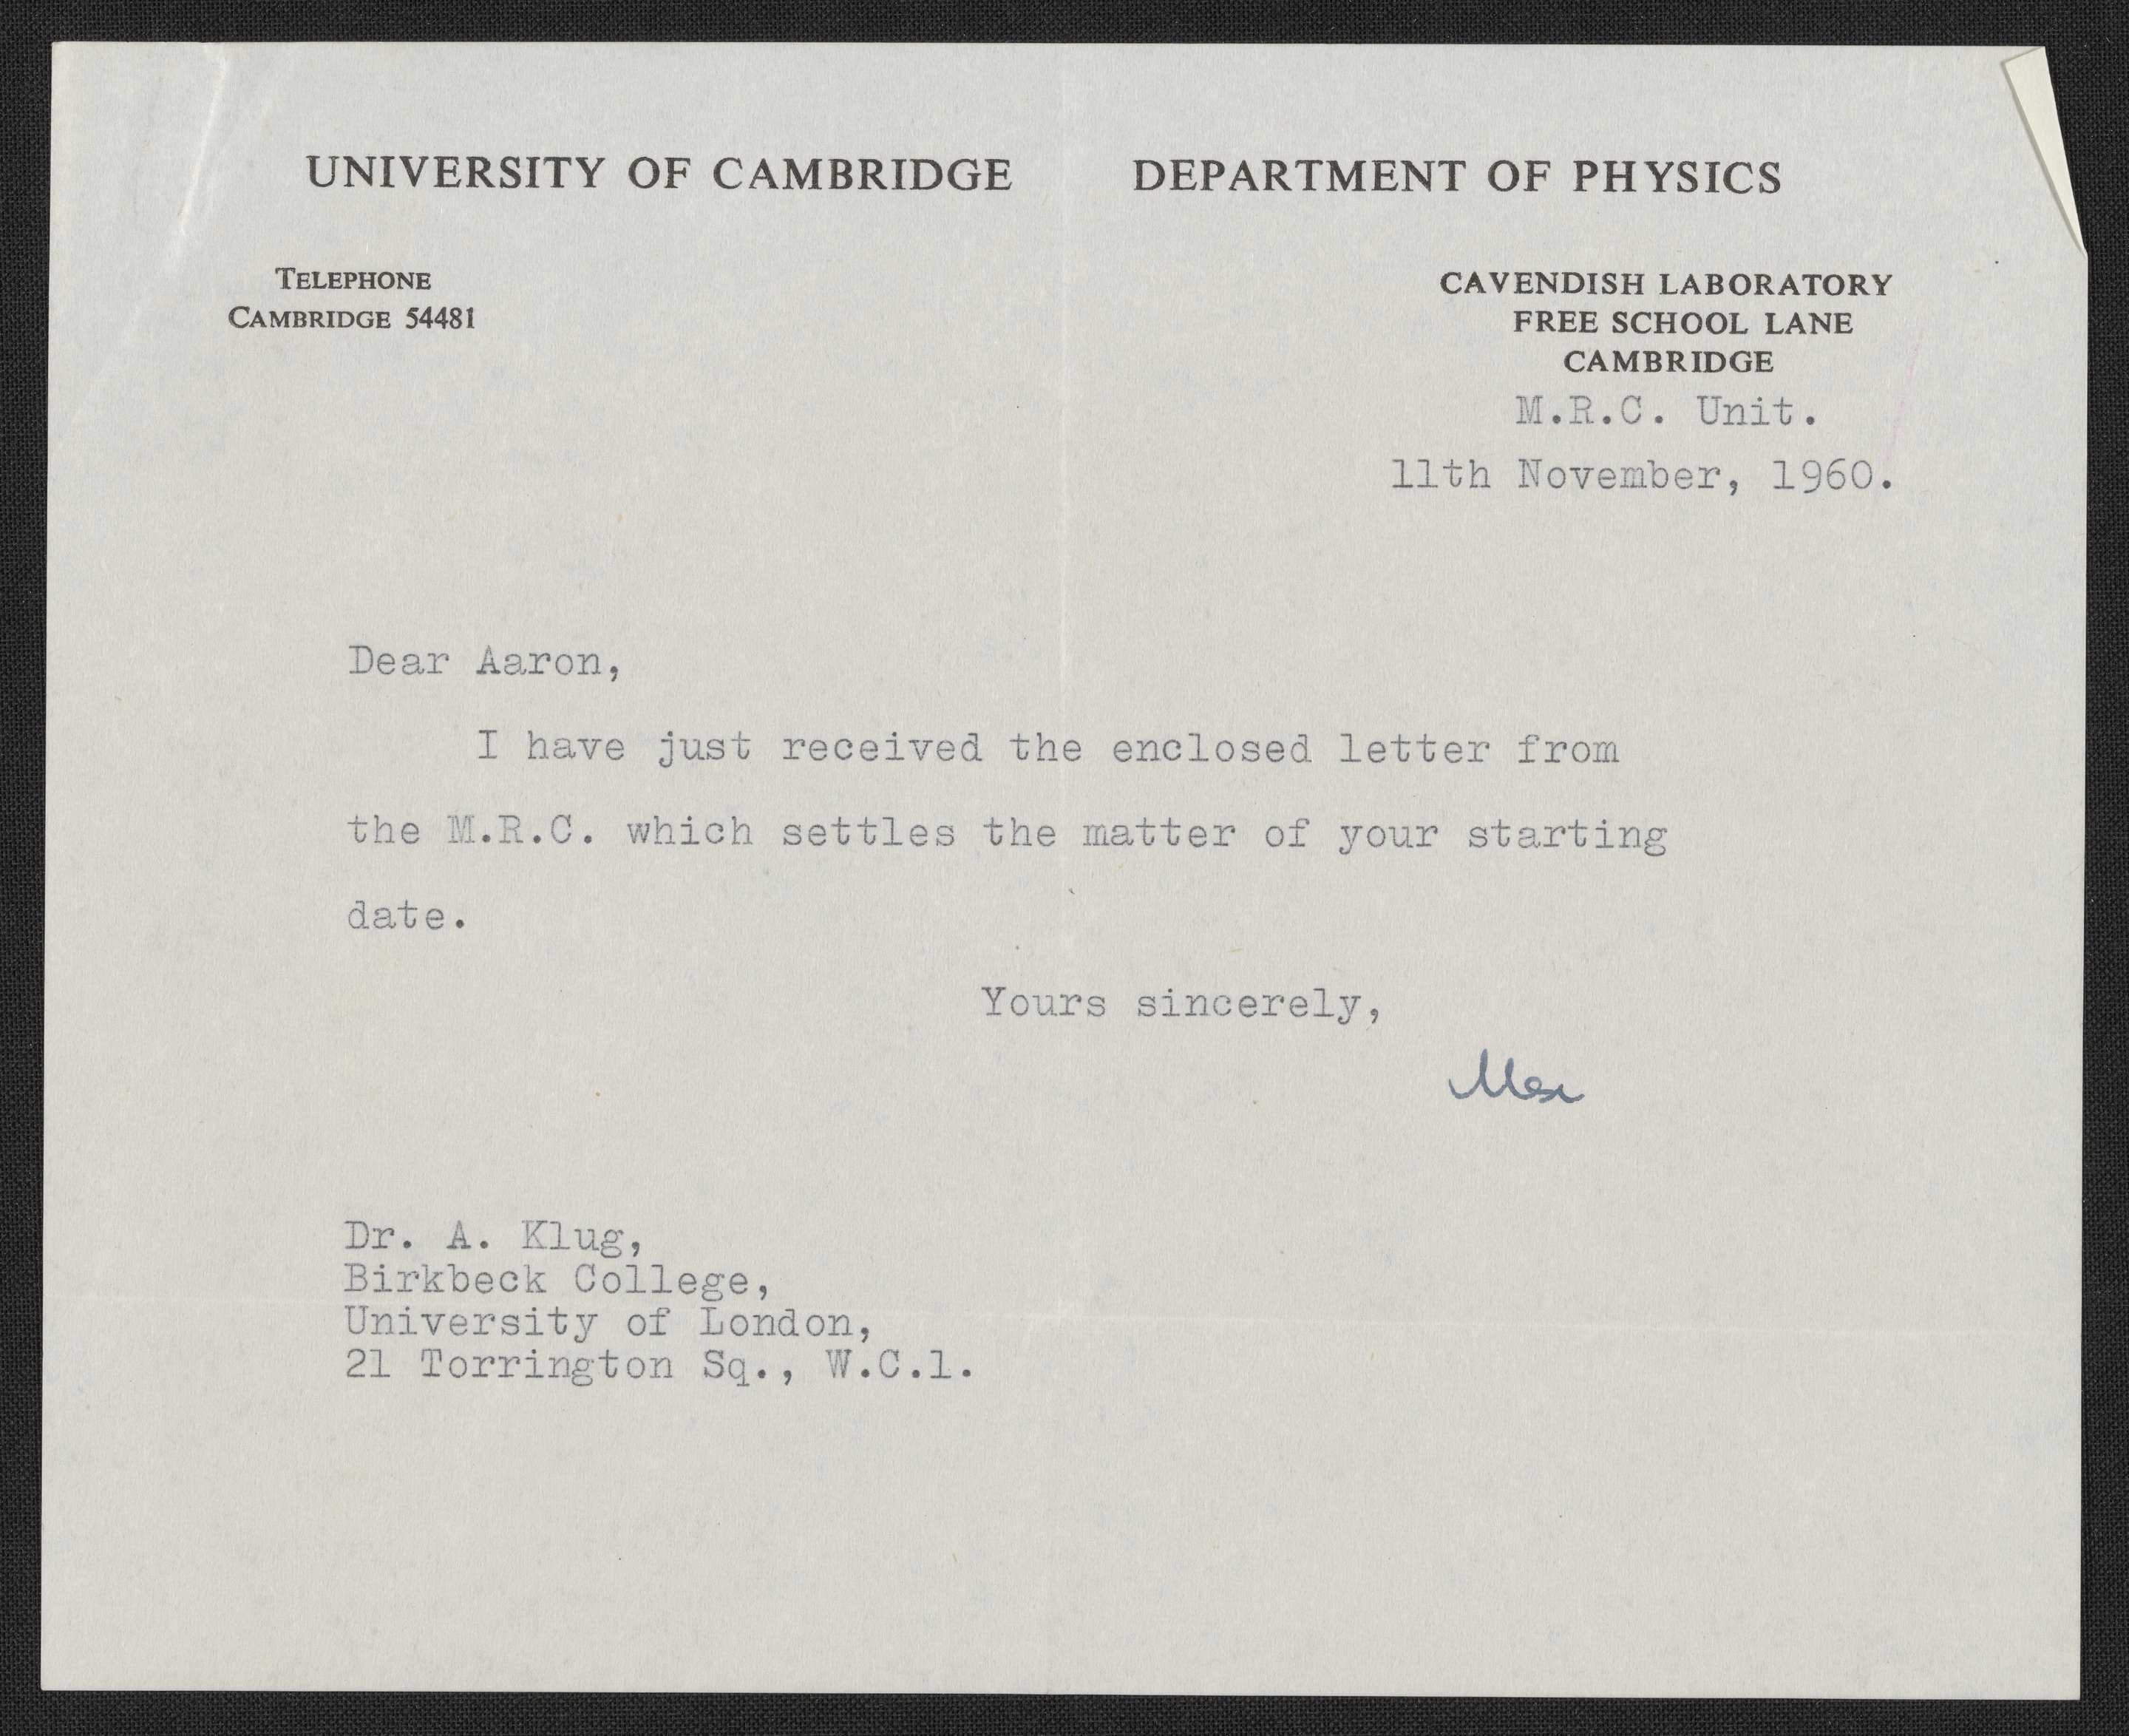 UNIVERSITY OF CAMBRIDGE DEPARTMENT OF PHYSICS
TELEPHONE
CAMBRIDGE 54481
CAVENDISH LABORATORY
FREE SCHOOL LANE
CAMBRIDGE
M.R.C. Unit.
11th November, 1960.
Dear Aaron,
I have just received the enclosed letter from
the M.R.C. which settles the matter of your starting
date.
Yours sincerely,
Max
Dr. A. Klug,
Birkbeck College,
University of London,
21 Torrington Sq., W.C.1.